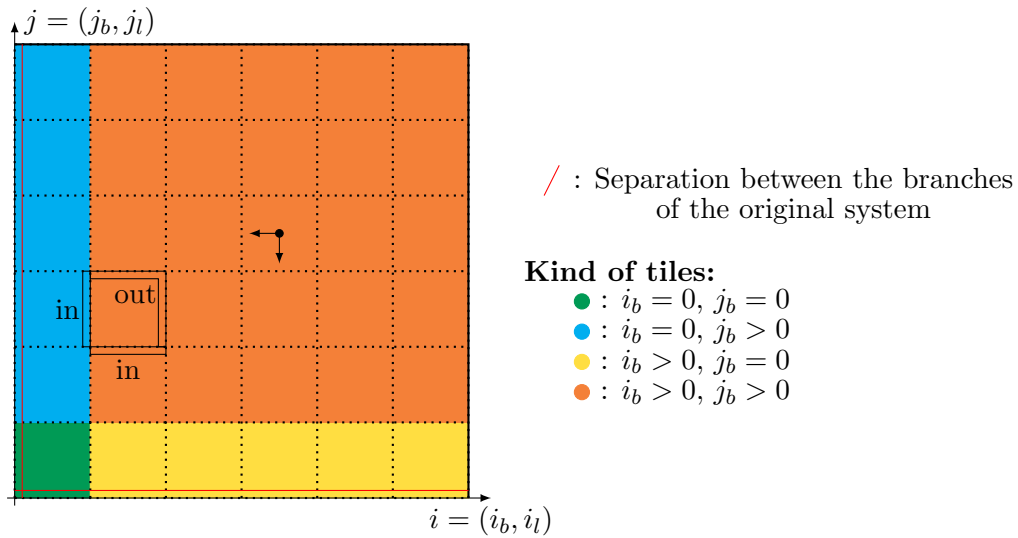 j = (j_b, j_l)
in
out
in
i = (i_b, i_l)
: Separation between the branches
of the original system
Kind of tiles:
: i_b = 0, j_b = 0
: i_b = 0, j_b > 0
: i_b > 0, j_b = 0
: i_b > 0, j_b > 0